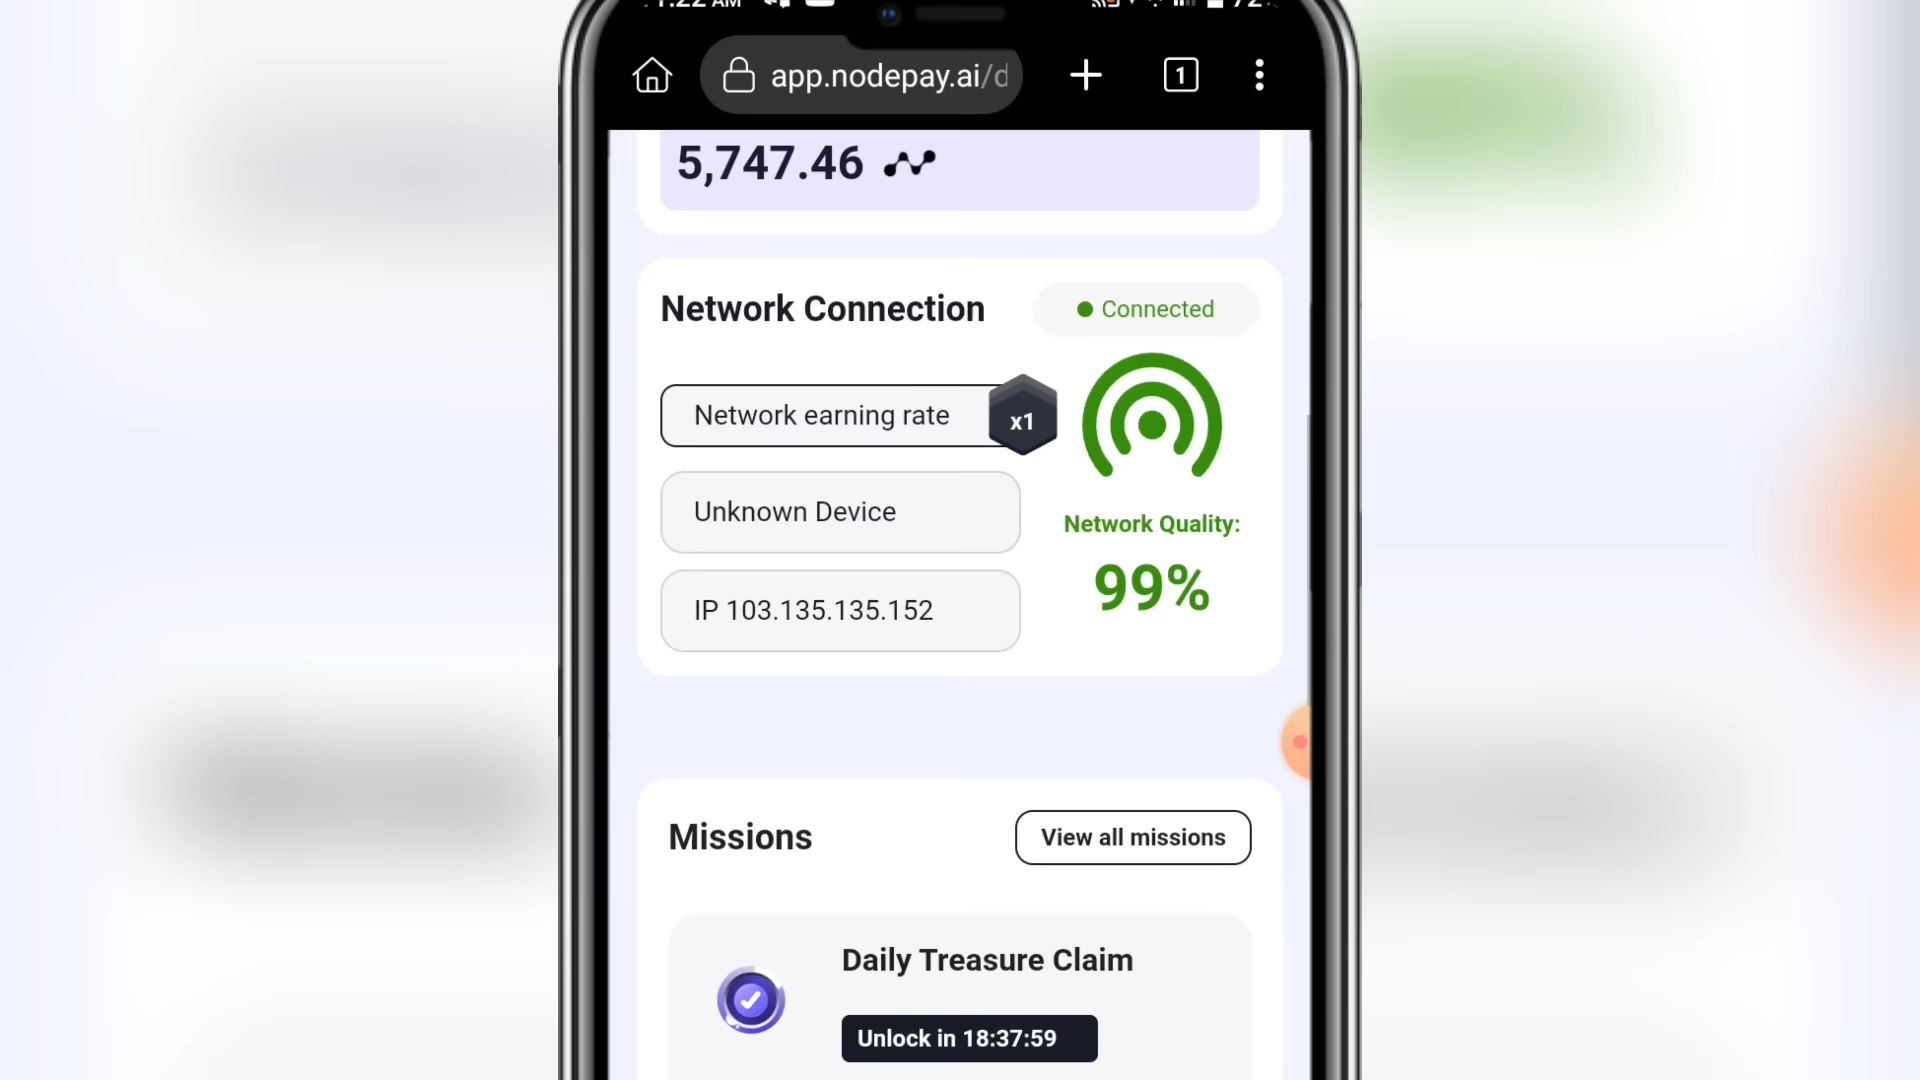 app.nodepay.ai/d
1
5,747.46
Network Connection
Connected
Network earning rate
x1
Unknown Device
Network Quality:
99%
IP 103.135.135.152
Missions
View all missions
Daily Treasure Claim
Unlock in 18:37:59